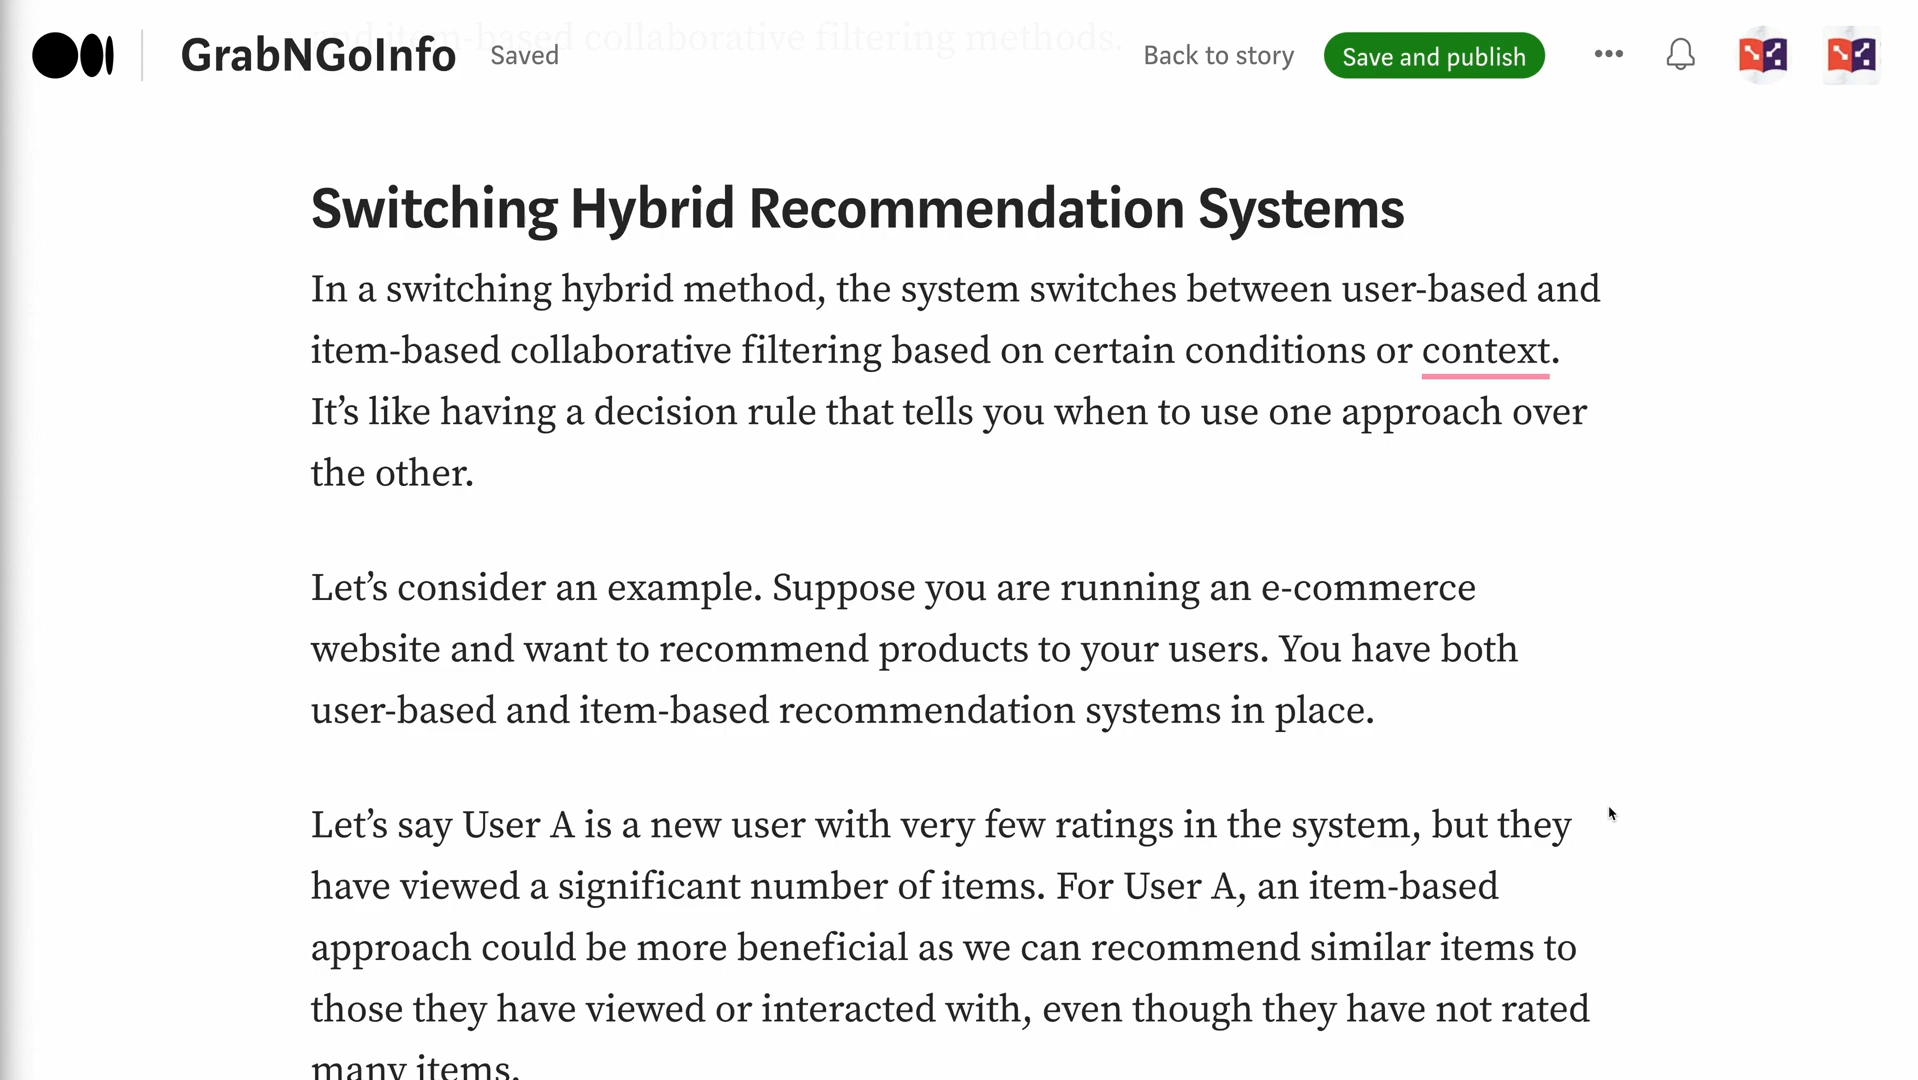 and item-based collaborative filtering methods.
GrabNGoInfo Saved Back to story Save and publish
Switching Hybrid Recommendation Systems
In a switching hybrid method, the system switches between user-based and
item-based collaborative filtering based on certain conditions or context.
It’s like having a decision rule that tells you when to use one approach over
the other.
Let’s consider an example. Suppose you are running an e-commerce
website and want to recommend products to your users. You have both
user-based and item-based recommendation systems in place.
Let’s say User A is a new user with very few ratings in the system, but they
have viewed a significant number of items. For User A, an item-based
approach could be more beneficial as we can recommend similar items to
those they have viewed or interacted with, even though they have not rated
many items.